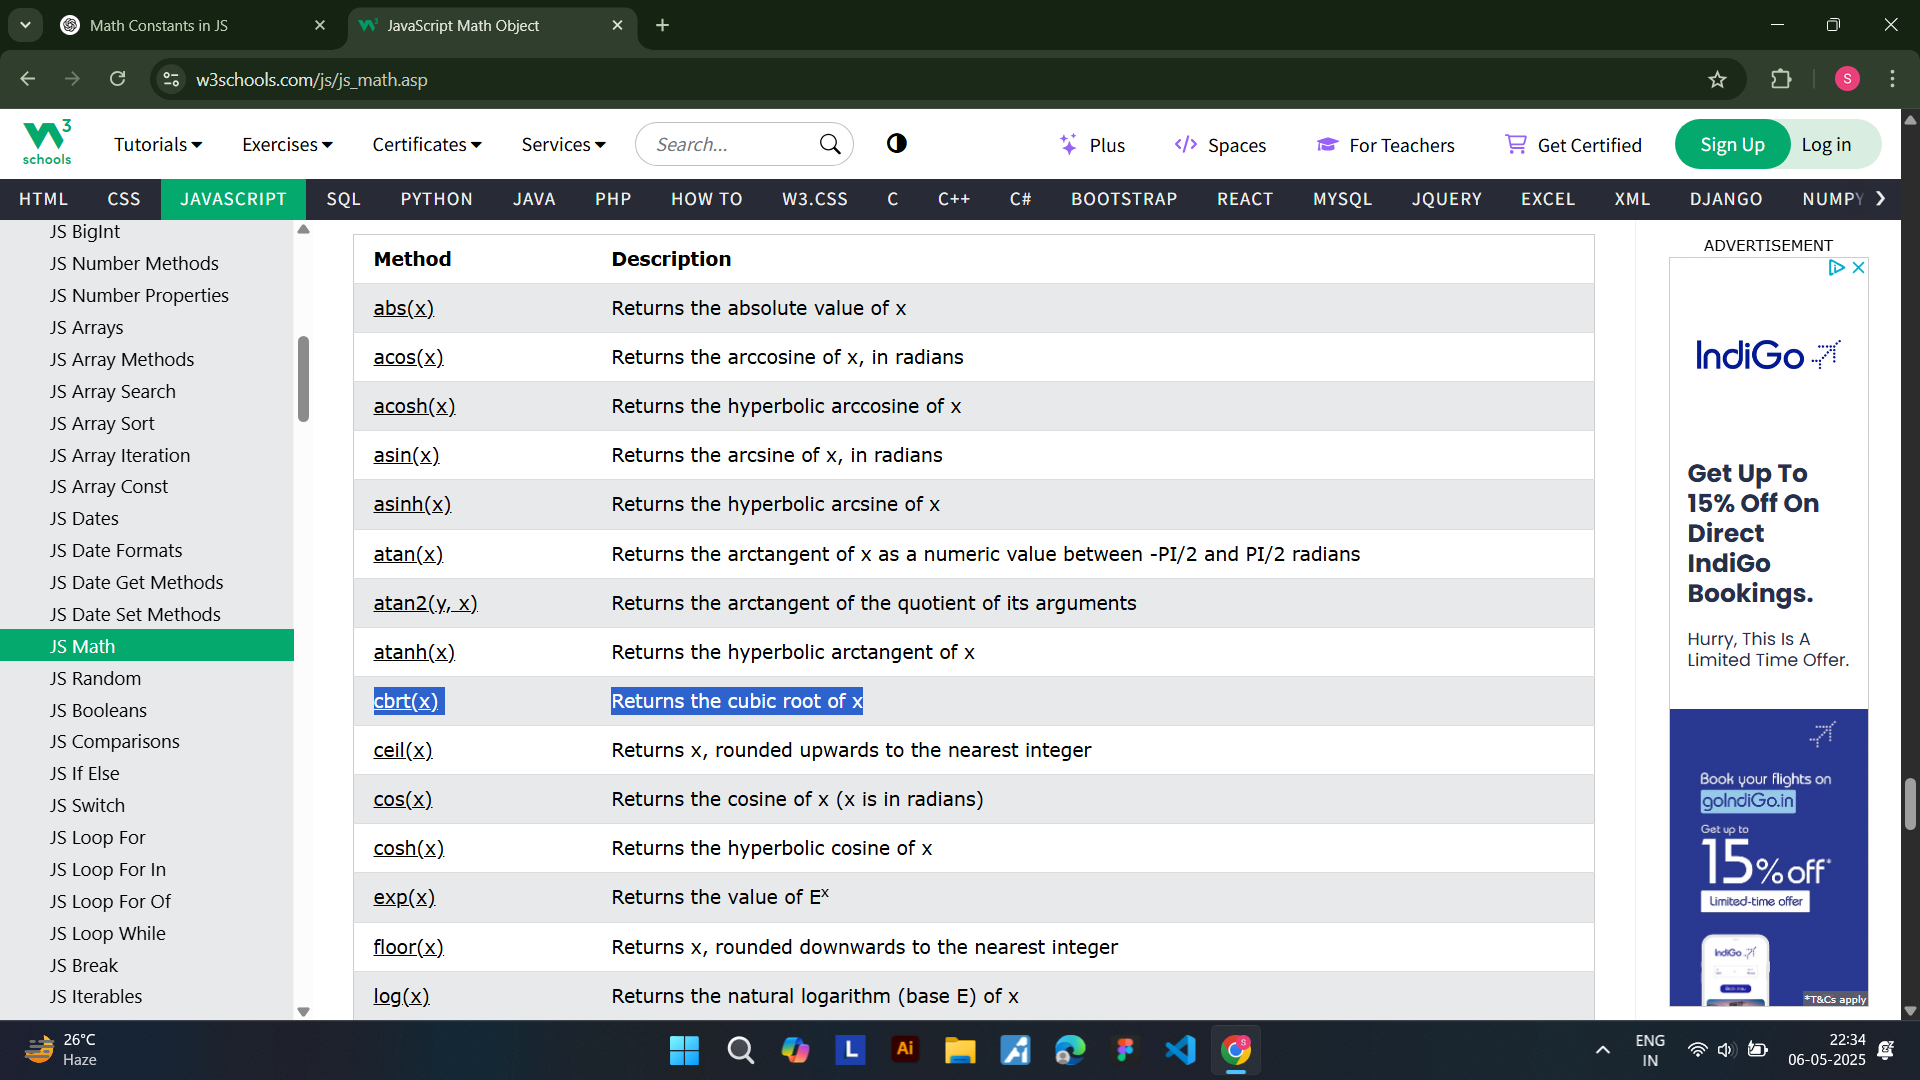 Math Constants in JS
JavaScript Math Object
w3schools.com/js/js_math.asp
S
W3
schools
Tutorials
Exercises
Certificates
Services
Search...
Plus
Spaces
For Teachers
Get Certified
Sign Up
Log in
HTML CSS JAVASCRIPT SQL PYTHON JAVA PHP HOW TO W3.CSS C C++ C# BOOTSTRAP REACT MYSQL JQUERY EXCEL XML DJANGO NUMPY
JS BigInt
JS Number Methods
JS Number Properties
JS Arrays
JS Array Methods
JS Array Search
JS Array Sort
JS Array Iteration
JS Array Const
JS Dates
JS Date Formats
JS Date Get Methods
JS Date Set Methods
JS Math
JS Random
JS Booleans
JS Comparisons
JS If Else
JS Switch
JS Loop For
JS Loop For In
JS Loop For Of
JS Loop While
JS Break
JS Iterables
Method Description
abs(x) Returns the absolute value of x
acos(x) Returns the arccosine of x, in radians
acosh(x) Returns the hyperbolic arccosine of x
asin(x) Returns the arcsine of x, in radians
asinh(x) Returns the hyperbolic arcsine of x
atan(x) Returns the arctangent of x as a numeric value between -PI/2 and PI/2 radians
atan2(y, x) Returns the arctangent of the quotient of its arguments
atanh(x) Returns the hyperbolic arctangent of x
cbrt(x) Returns the cubic root of x
ceil(x) Returns x, rounded upwards to the nearest integer
cos(x) Returns the cosine of x (x is in radians)
cosh(x) Returns the hyperbolic cosine of x
exp(x) Returns the value of Eˣ
floor(x) Returns x, rounded downwards to the nearest integer
log(x) Returns the natural logarithm (base E) of x
ADVERTISEMENT
IndiGo
Get Up To
15% Off On
Direct
IndiGo
Bookings.
Hurry, This Is A
Limited Time Offer.
Book your flights on
goIndiGo.in
Get up to
15% off*
Limited-time offer
IndiGo
*T&Cs apply
26°C
Haze
L
Ai
S
ENG
IN
22:34
06-05-2025